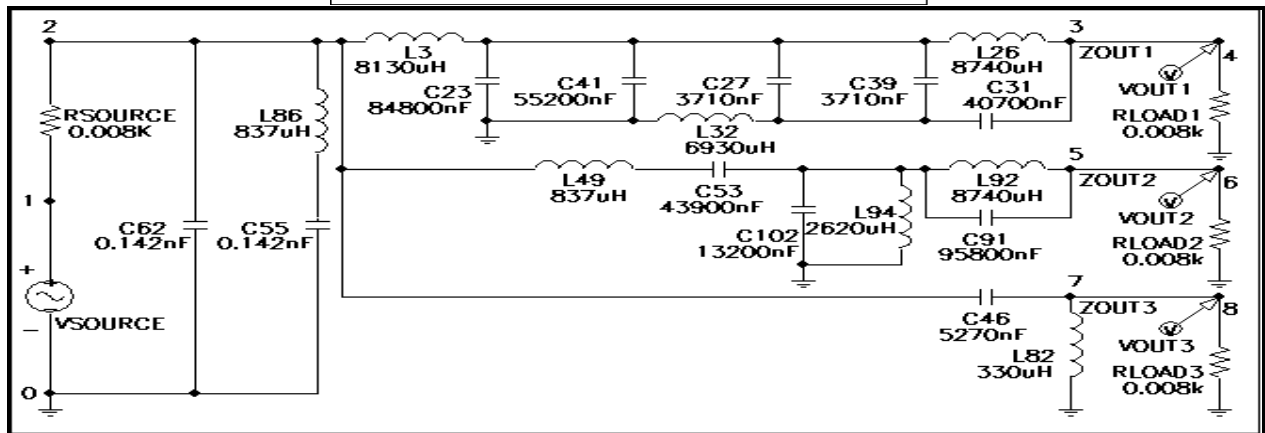 2
3
L3
8130uH
L26
8740uH
ZOUT1
4
C23
84800nF
C41
55200nF
C27
3710nF
C39
3710nF
C31
40700nF
V
VOUT1
RLOAD1
0.008k
RSOURCE
0.008K
L86
837uH
L32
6930uH
5
1
L49
837uH
C53
43900nF
L92
8740uH
ZOUT2
6
V
VOUT2
C62
0.142nF
C55
0.142nF
C102
13200nF
L94
2620uH
C91
95800nF
RLOAD2
0.008k
+
VSOURCE
-
7
C46
5270nF
ZOUT3
8
V
VOUT3
L82
330uH
RLOAD3
0.008k
0